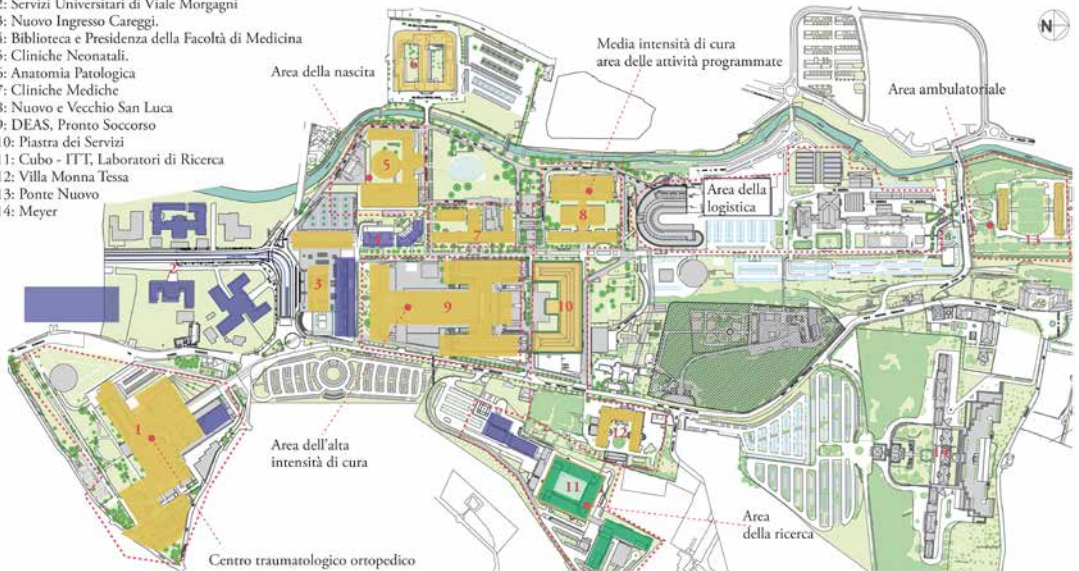 2: Servizi Universitari di Viale Morgagni
3: Nuovo Ingresso Careggi.
4: Biblioteca e Presidenza della Facoltà di Medicina
5: Cliniche Neonatali.
6: Anatomia Patologica
7: Cliniche Mediche
8: Nuovo e Vecchio San Luca
9: DEAS, Pronto Soccorso
10: Piastra dei Servizi
11: Cubo - ITT, Laboratori di Ricerca
12: Villa Monna Tessa
13: Ponte Nuovo
14: Meyer
N
Area della nascita
Media intensità di cura
area delle attività programmate
Area ambulatoriale
Area della
logistica
6
5
8
7
4
13
2
3
9
10
1
12
11
14
Area dell'alta
intensità di cura
Area
della ricerca
Centro traumatologico ortopedico